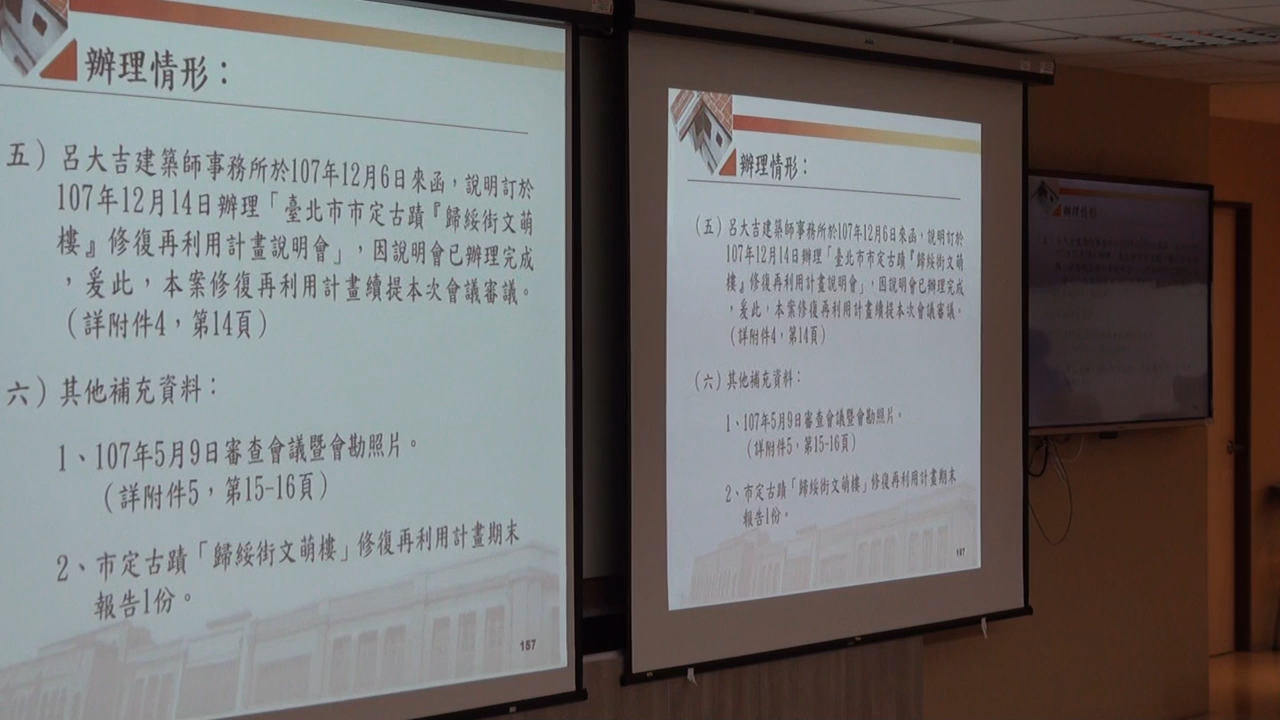 辦理情形：
五）呂大吉建築師事務所於107年12月6日來函，說明訂於
107年12月14日辦理「臺北市市定古蹟『歸綏街文萌
樓』修復再利用計畫說明會」，因說明會已辦理完成
，爰此，本案修復再利用計畫續提本次會議審議。
（詳附件4，第14頁）
六）其他補充資料：
1、107年5月9日審查會議暨會勘照片。
（詳附件5，第15-16頁）
2、市定古蹟「歸綏街文萌樓」修復再利用計畫期末
報告1份。
157
辦理情形：
（五）呂大吉建築師事務所於107年12月6日來函，說明訂於
107年12月14日辦理「臺北市市定古蹟『歸綏街文萌
樓』修復再利用計畫說明會」，因說明會已辦理完成
，爰此，本案修復再利用計畫續提本次會議審議。
（詳附件4，第14頁）
（六）其他補充資料：
1、107年5月9日審查會議暨會勘照片。
（詳附件5，第15-16頁）
2、市定古蹟「歸綏街文萌樓」修復再利用計畫期末
報告1份。
157
辦理情形